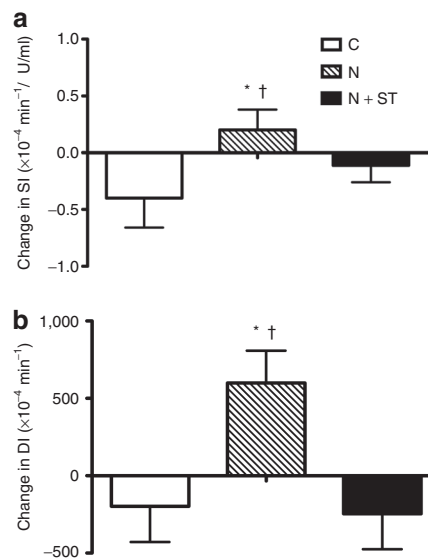 a
Change in SI (×10⁻⁴ min⁻¹/ U/ml)
1.0
0.5
0.0
−0.5
−1.0
C
N
N + ST
* †
b
Change in DI (×10⁻⁴ min⁻¹)
1,000
500
0
−500
* †